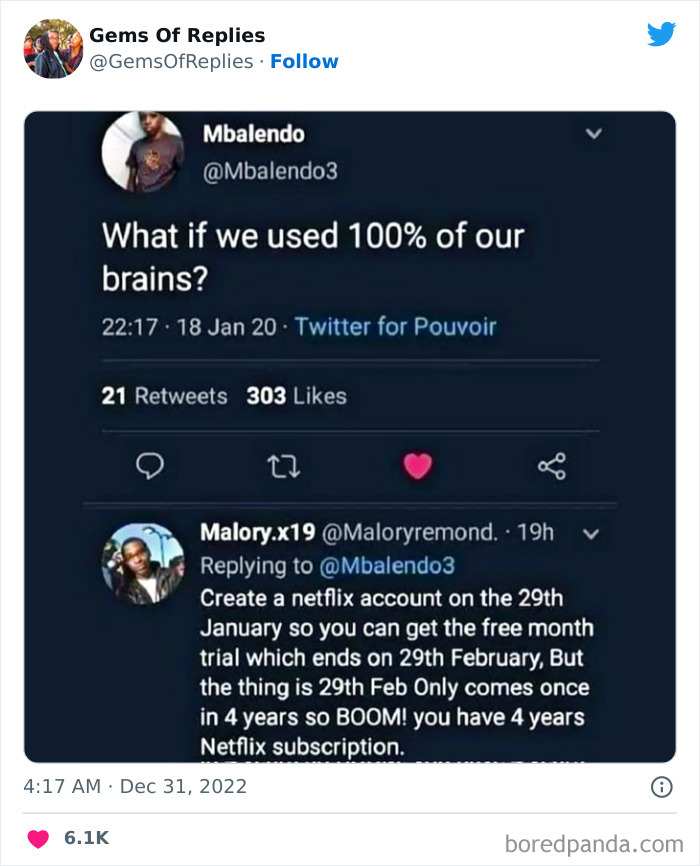 Gems Of Replies
@GemsOfReplies · Follow
Mbalendo
@Mbalendo3
What if we used 100% of our
brains?
22:17 · 18 Jan 20 · Twitter for Pouvoir
21 Retweets 303 Likes
Malory.x19 @Maloryremond. · 19h
Replying to @Mbalendo3
Create a netflix account on the 29th
January so you can get the free month
trial which ends on 29th February, But
the thing is 29th Feb Only comes once
in 4 years so BOOM! you have 4 years
Netflix subscription.
4:17 AM · Dec 31, 2022
6.1K
boredpanda.com